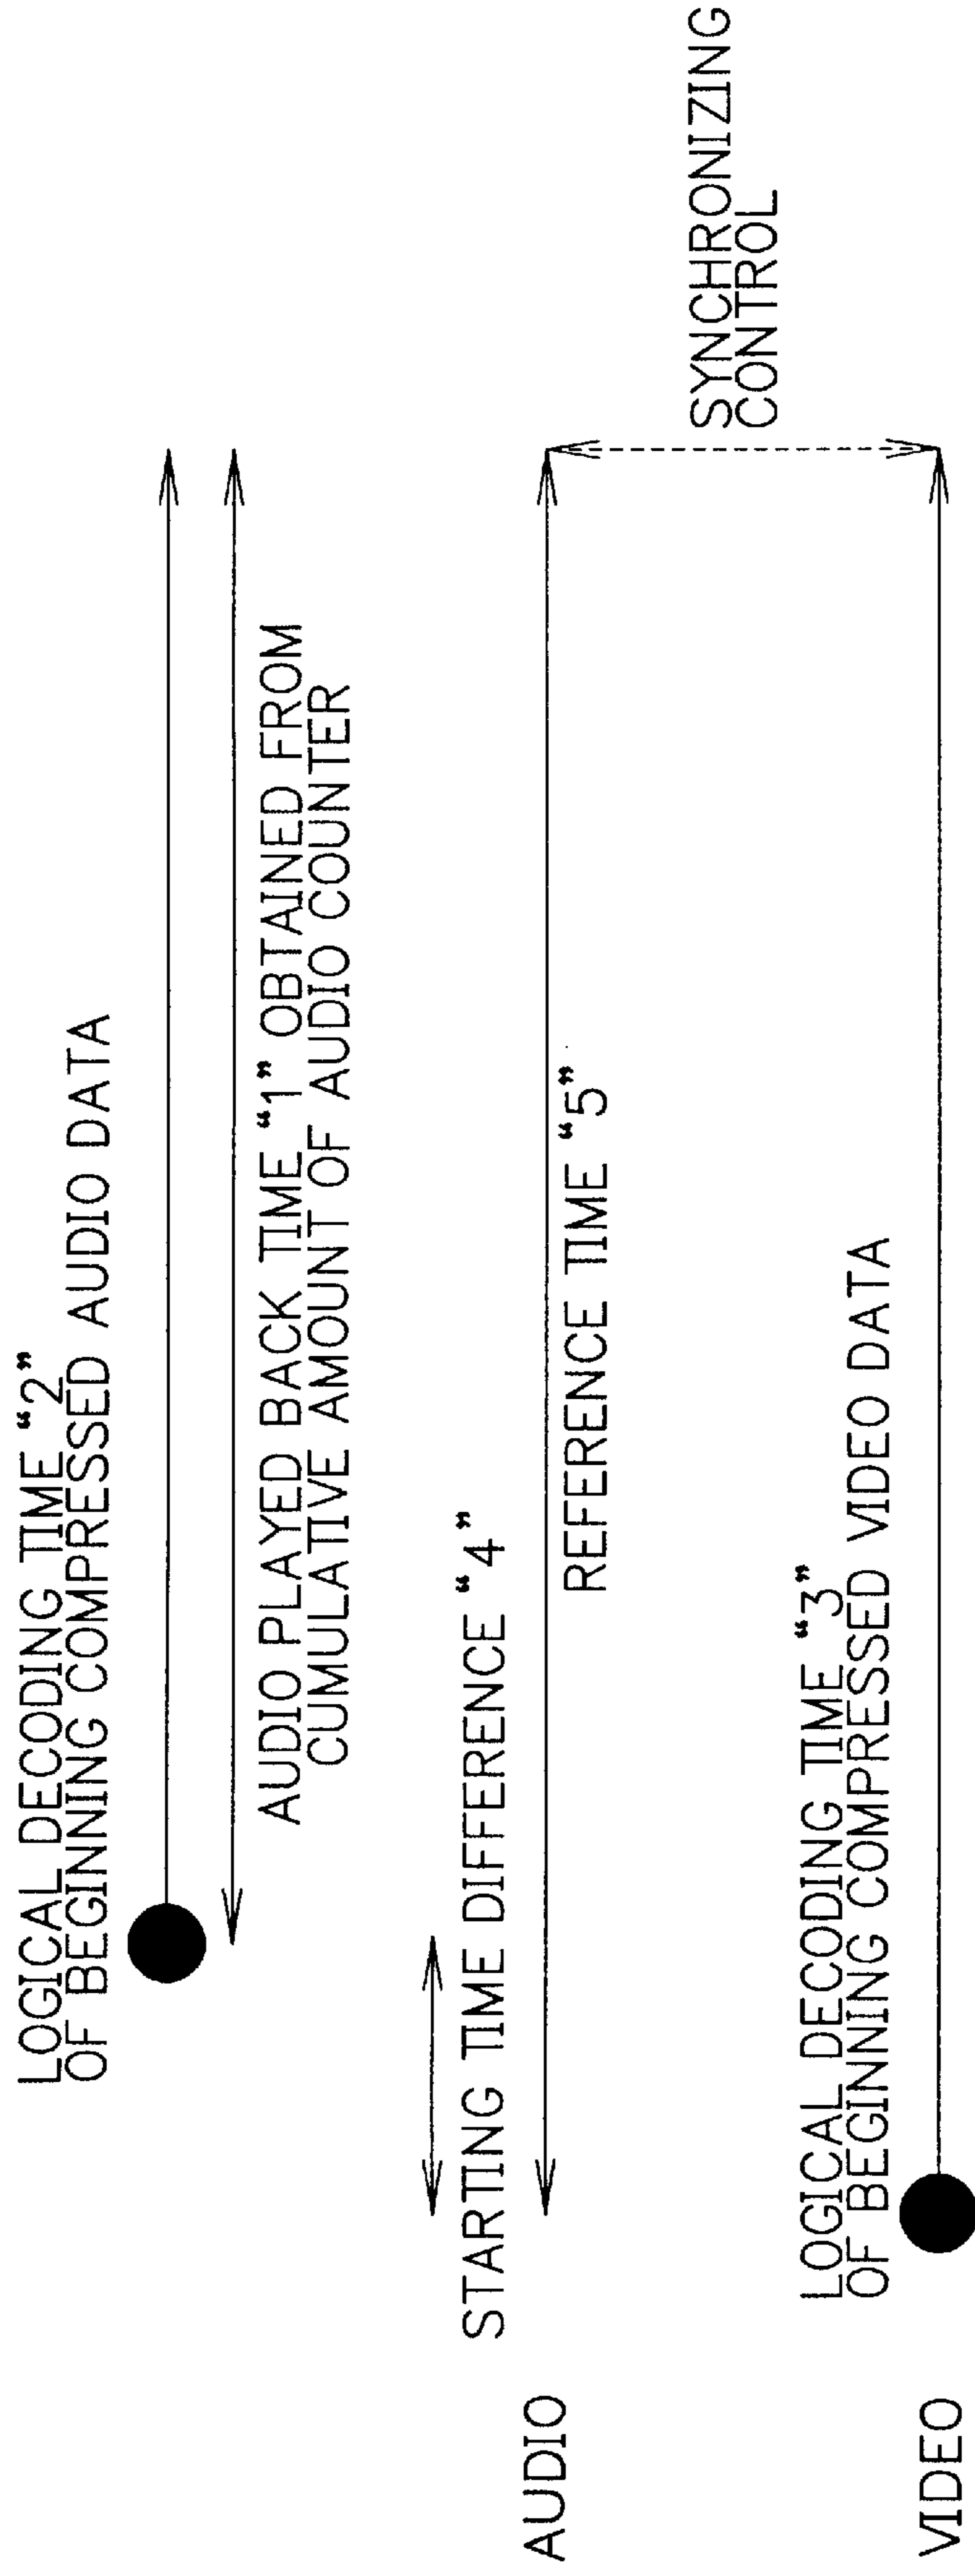 LOGICAL DECODING TIME “2”
OF BEGINNING COMPRESSED AUDIO DATA
AUDIO PLAYED BACK TIME “1” OBTAINED FROM
CUMULATIVE AMOUNT OF AUDIO COUNTER
STARTING TIME DIFFERENCE “4”
AUDIO
REFERENCE TIME “5”
SYNCHRONIZING
CONTROL
LOGICAL DECODING TIME “3”
OF BEGINNING COMPRESSED VIDEO DATA
VIDEO